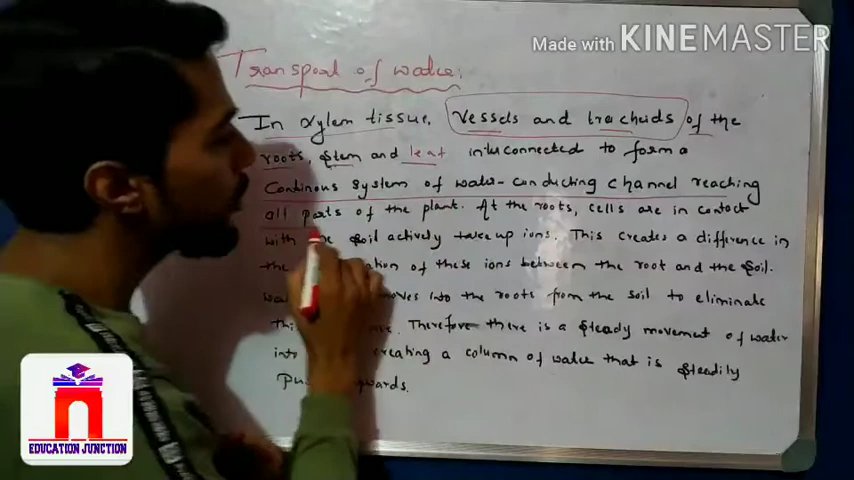 Made with KINEMASTER
Transport of water:
In xylem tissue, vessels and tracheids of the
roots, stem and leaf interconnected to form a
Continous system of water-conducting channel reaching
all parts of the plant. At the roots, cells are in contact
with soil actively take up ions. This creates a difference in
the of these ions between the root and the soil.
moves into the roots from the soil to eliminate
Therefore there is a steady movement of water
into creating a column of water that is steadily
EDUCATION JUNCTION